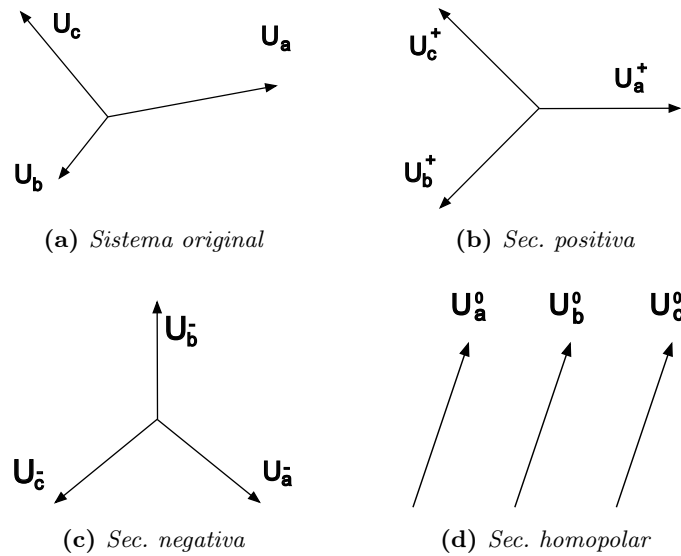 U_c
U_a
U_b
U_c^+
U_a^+
U_b^+
(a) Sistema original
(b) Sec. positiva
U_b^-
U_c^-
U_a^-
U_a^0
U_b^0
U_c^0
(c) Sec. negativa
(d) Sec. homopolar